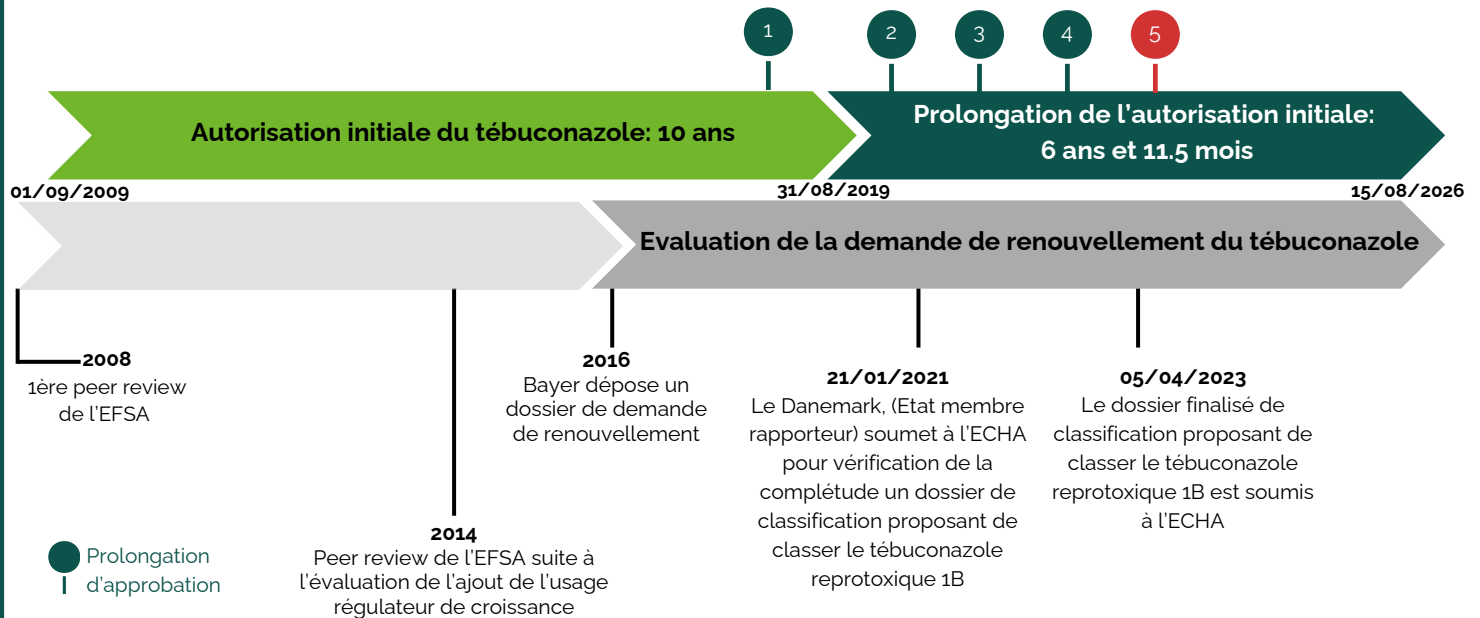 1
2
3
4
5
Autorisation initiale du tébuconazole: 10 ans
Prolongation de l'autorisation initiale:
6 ans et 11.5 mois
01/09/2009
31/08/2019
15/08/2026
Evaluation de la demande de renouvellement du tébuconazole
2008
1ère peer review
de l'EFSA
2014
Peer review de l'EFSA suite à
l'évaluation de l'ajout de l'usage
régulateur de croissance
2016
Bayer dépose un
dossier de demande
de renouvellement
21/01/2021
Le Danemark, (Etat membre
rapporteur) soumet à l'ECHA
pour vérification de la
complétude un dossier de
classification proposant de
classer le tébuconazole
reprotoxique 1B
05/04/2023
Le dossier finalisé de
classification proposant de
classer le tébuconazole
reprotoxique 1B est soumis
à l'ECHA
Prolongation
d'approbation